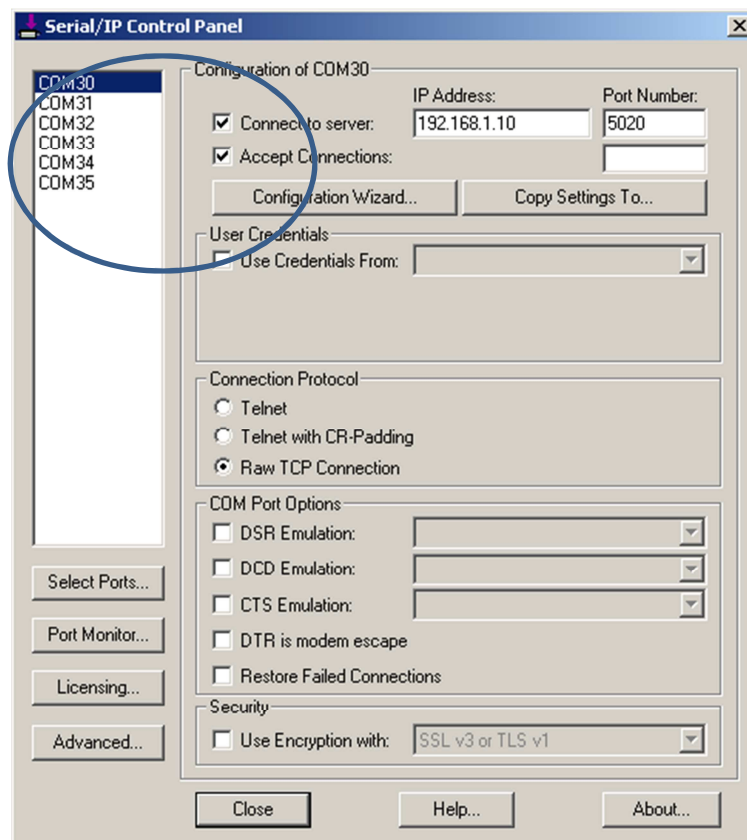 Serial/IP Control Panel
COM30
COM31
COM32
COM33
COM34
COM35
Select Ports...
Port Monitor...
Licensing...
Advanced...
Configuration of COM30
IP Address: Port Number:
Connect to server: 192.168.1.10 5020
Accept Connections:
Configuration Wizard... Copy Settings To...
User Credentials
Use Credentials From:
Connection Protocol
Telnet
Telnet with CR-Padding
Raw TCP Connection
COM Port Options
DSR Emulation:
DCD Emulation:
CTS Emulation:
DTR is modem escape
Restore Failed Connections
Security
Use Encryption with: SSL v3 or TLS v1
Close Help... About...